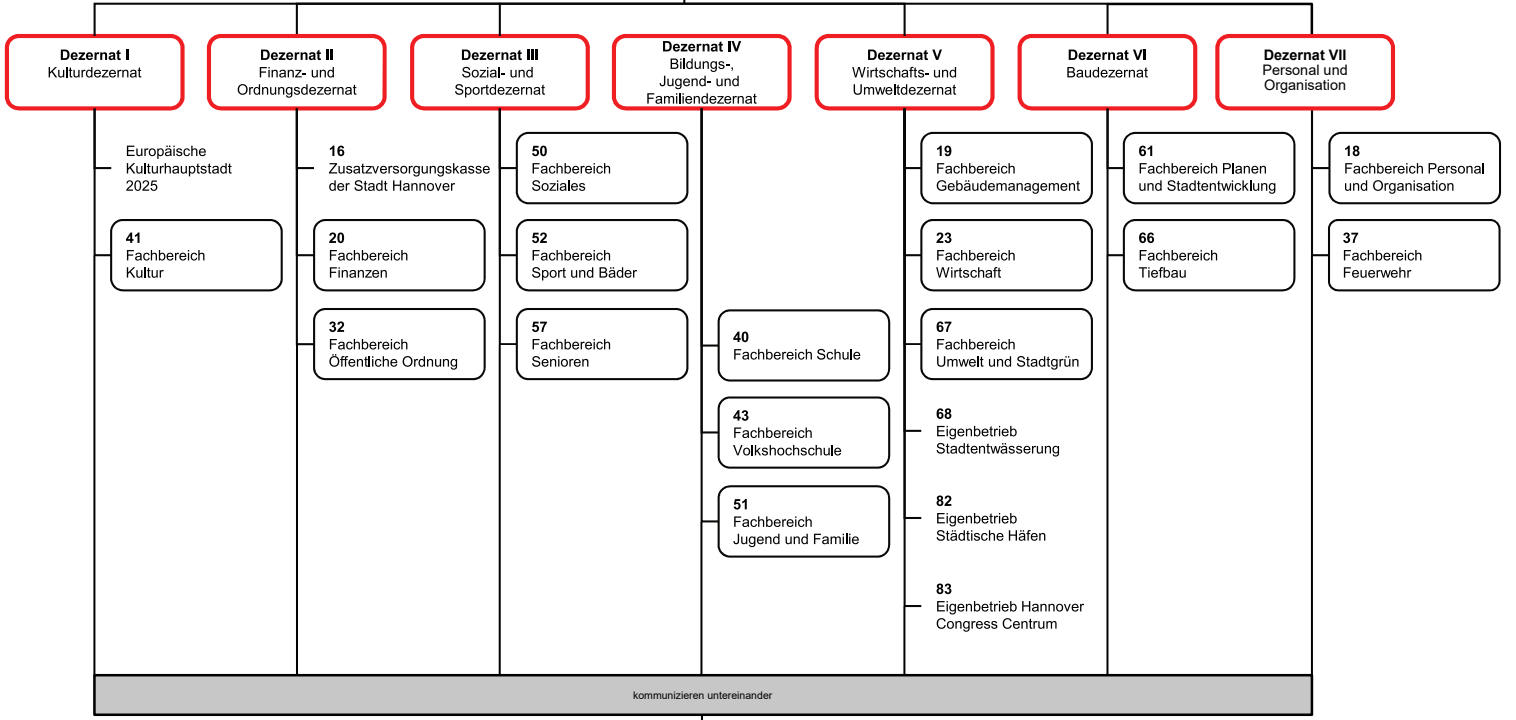 Dezernat I
Kulturdezernat
Dezernat II
Finanz- und
Ordnungsdezernat
Dezernat III
Sozial- und
Sportdezernat
Dezernat IV
Bildungs-,
Jugend- und
Familiendezernat
Dezernat V
Wirtschafts- und
Umweltdezernat
Dezernat VI
Baudezernat
Dezernat VII
Personal und
Organisation
Europäische
Kulturhauptstadt
2025
41
Fachbereich
Kultur
16
Zusatzversorgungskasse
der Stadt Hannover
20
Fachbereich
Finanzen
32
Fachbereich
Öffentliche Ordnung
50
Fachbereich
Soziales
52
Fachbereich
Sport und Bäder
57
Fachbereich
Senioren
40
Fachbereich Schule
43
Fachbereich
Volkshochschule
51
Fachbereich
Jugend und Familie
19
Fachbereich
Gebäudemanagement
23
Fachbereich
Wirtschaft
67
Fachbereich
Umwelt und Stadtgrün
68
Eigenbetrieb
Stadtentwässerung
82
Eigenbetrieb
Städtische Häfen
83
Eigenbetrieb Hannover
Congress Centrum
61
Fachbereich Planen
und Stadtentwicklung
66
Fachbereich
Tiefbau
18
Fachbereich Personal
und Organisation
37
Fachbereich
Feuerwehr
kommunizieren untereinander